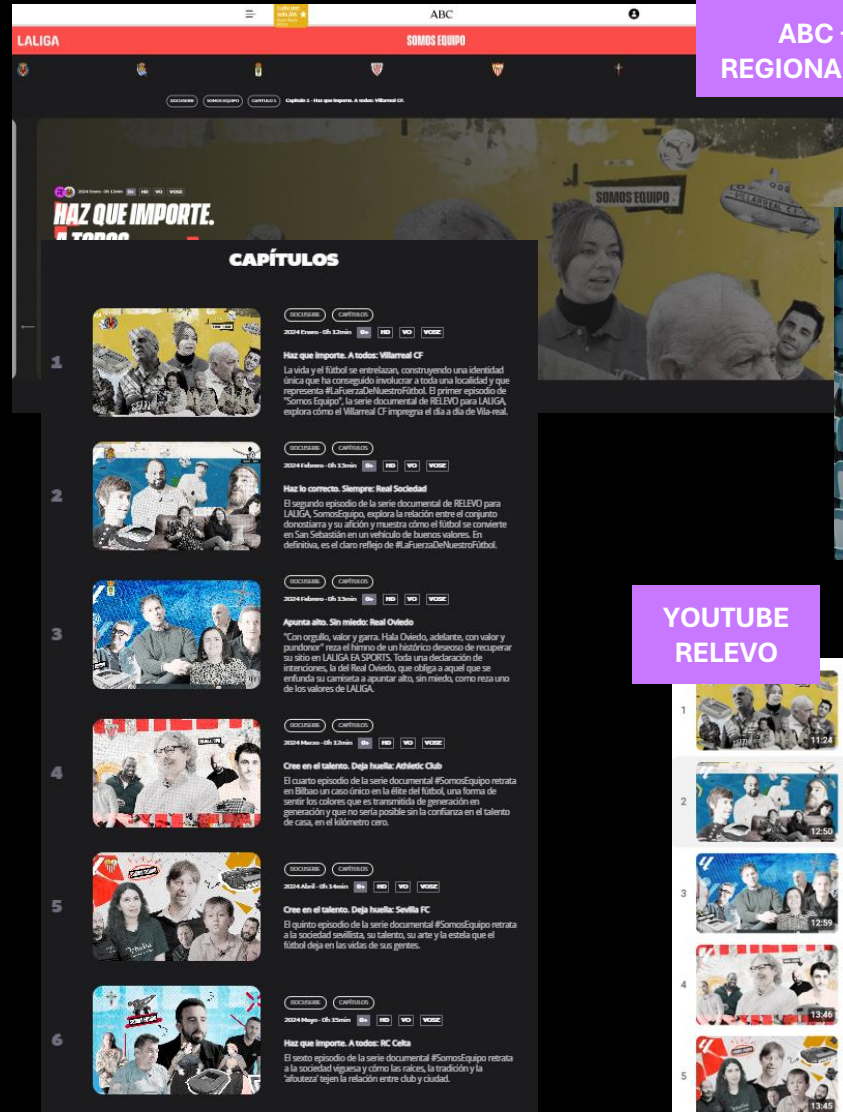 ABC
LALIGA
SOMOS EQUIPO
ABC -
REGIONA
DOCUSERIE
SOMOS EQUIPO
CAPÍTULO 1
Capítulo 1 - Haz que importe. A todos: Villarreal CF.
2024 Enero - 0h 12min HD VO VOSE
HAZ QUE IMPORTE.
A TODOS
SOMOS EQUIPO
VILLARREAL CF
CAPÍTULOS
1
DOCUSERIE CAPÍTULOS
2024 Enero - 0h 12min 0+ HD VO VOSE
Haz que importe. A todos: Villarreal CF
La vida y el fútbol se entrelazan, construyendo una identidad
única que ha conseguido involucrar a toda una localidad y que
representa #LaFuerzaDeNuestroFútbol. El primer episodio de
"Somos Equipo", la serie documental de RELEVO para LALIGA,
explora cómo el Villarreal CF impregna el día a día de Vila-real.
2
DOCUSERIE CAPÍTULOS
2024 Febrero - 0h 13min 0+ HD VO VOSE
Haz lo correcto. Siempre: Real Sociedad
El segundo episodio de la serie documental de RELEVO para
LALIGA, SomosEquipo, explora la relación entre el conjunto
donostiarra y su afición y muestra cómo el fútbol se convierte
en San Sebastián en un vehículo de buenos valores. En
definitiva, es el claro reflejo de #LaFuerzaDeNuestroFútbol.
3
DOCUSERIE CAPÍTULOS
2024 Febrero - 0h 13min 0+ HD VO VOSE
Apunta alto. Sin miedo: Real Oviedo
"Con orgullo, valor y garra. Hala Oviedo, adelante, con valor y
pundonor" reza el himno de un histórico deseoso de recuperar
su sitio en LALIGA EA SPORTS. Toda una declaración de
intenciones, la del Real Oviedo, que obliga a aquel que se
enfunda su camiseta a apuntar alto, sin miedo, como reza uno
de los valores de LALIGA.
4
DOCUSERIE CAPÍTULOS
2024 Marzo - 0h 12min 0+ HD VO VOSE
Cree en el talento. Deja huella: Athletic Club
El cuarto episodio de la serie documental #SomosEquipo retrata
en Bilbao un caso único en la élite del fútbol, una forma de
sentir los colores que es transmitida de generación en
generación y que no sería posible sin la confianza en el talento
de casa, en el kilómetro cero.
5
DOCUSERIE CAPÍTULOS
2024 Abril - 0h 14min 0+ HD VO VOSE
Cree en el talento. Deja huella: Sevilla FC
El quinto episodio de la serie documental #SomosEquipo retrata
a la sociedad sevillista, su talento, su arte y la estela que el
fútbol deja en las vidas de sus gentes.
6
DOCUSERIE CAPÍTULOS
2024 Mayo - 0h 15min 0+ HD VO VOSE
Haz que importe. A todos: RC Celta
El sexto episodio de la serie documental #SomosEquipo retrata
a la sociedad viguesa y cómo las raíces, la tradición y la
'afouteza' tejen la relación entre club y ciudad.
YOUTUBE
RELEVO
1
11:24
2
12:50
3
12:59
4
13:46
5
13:45